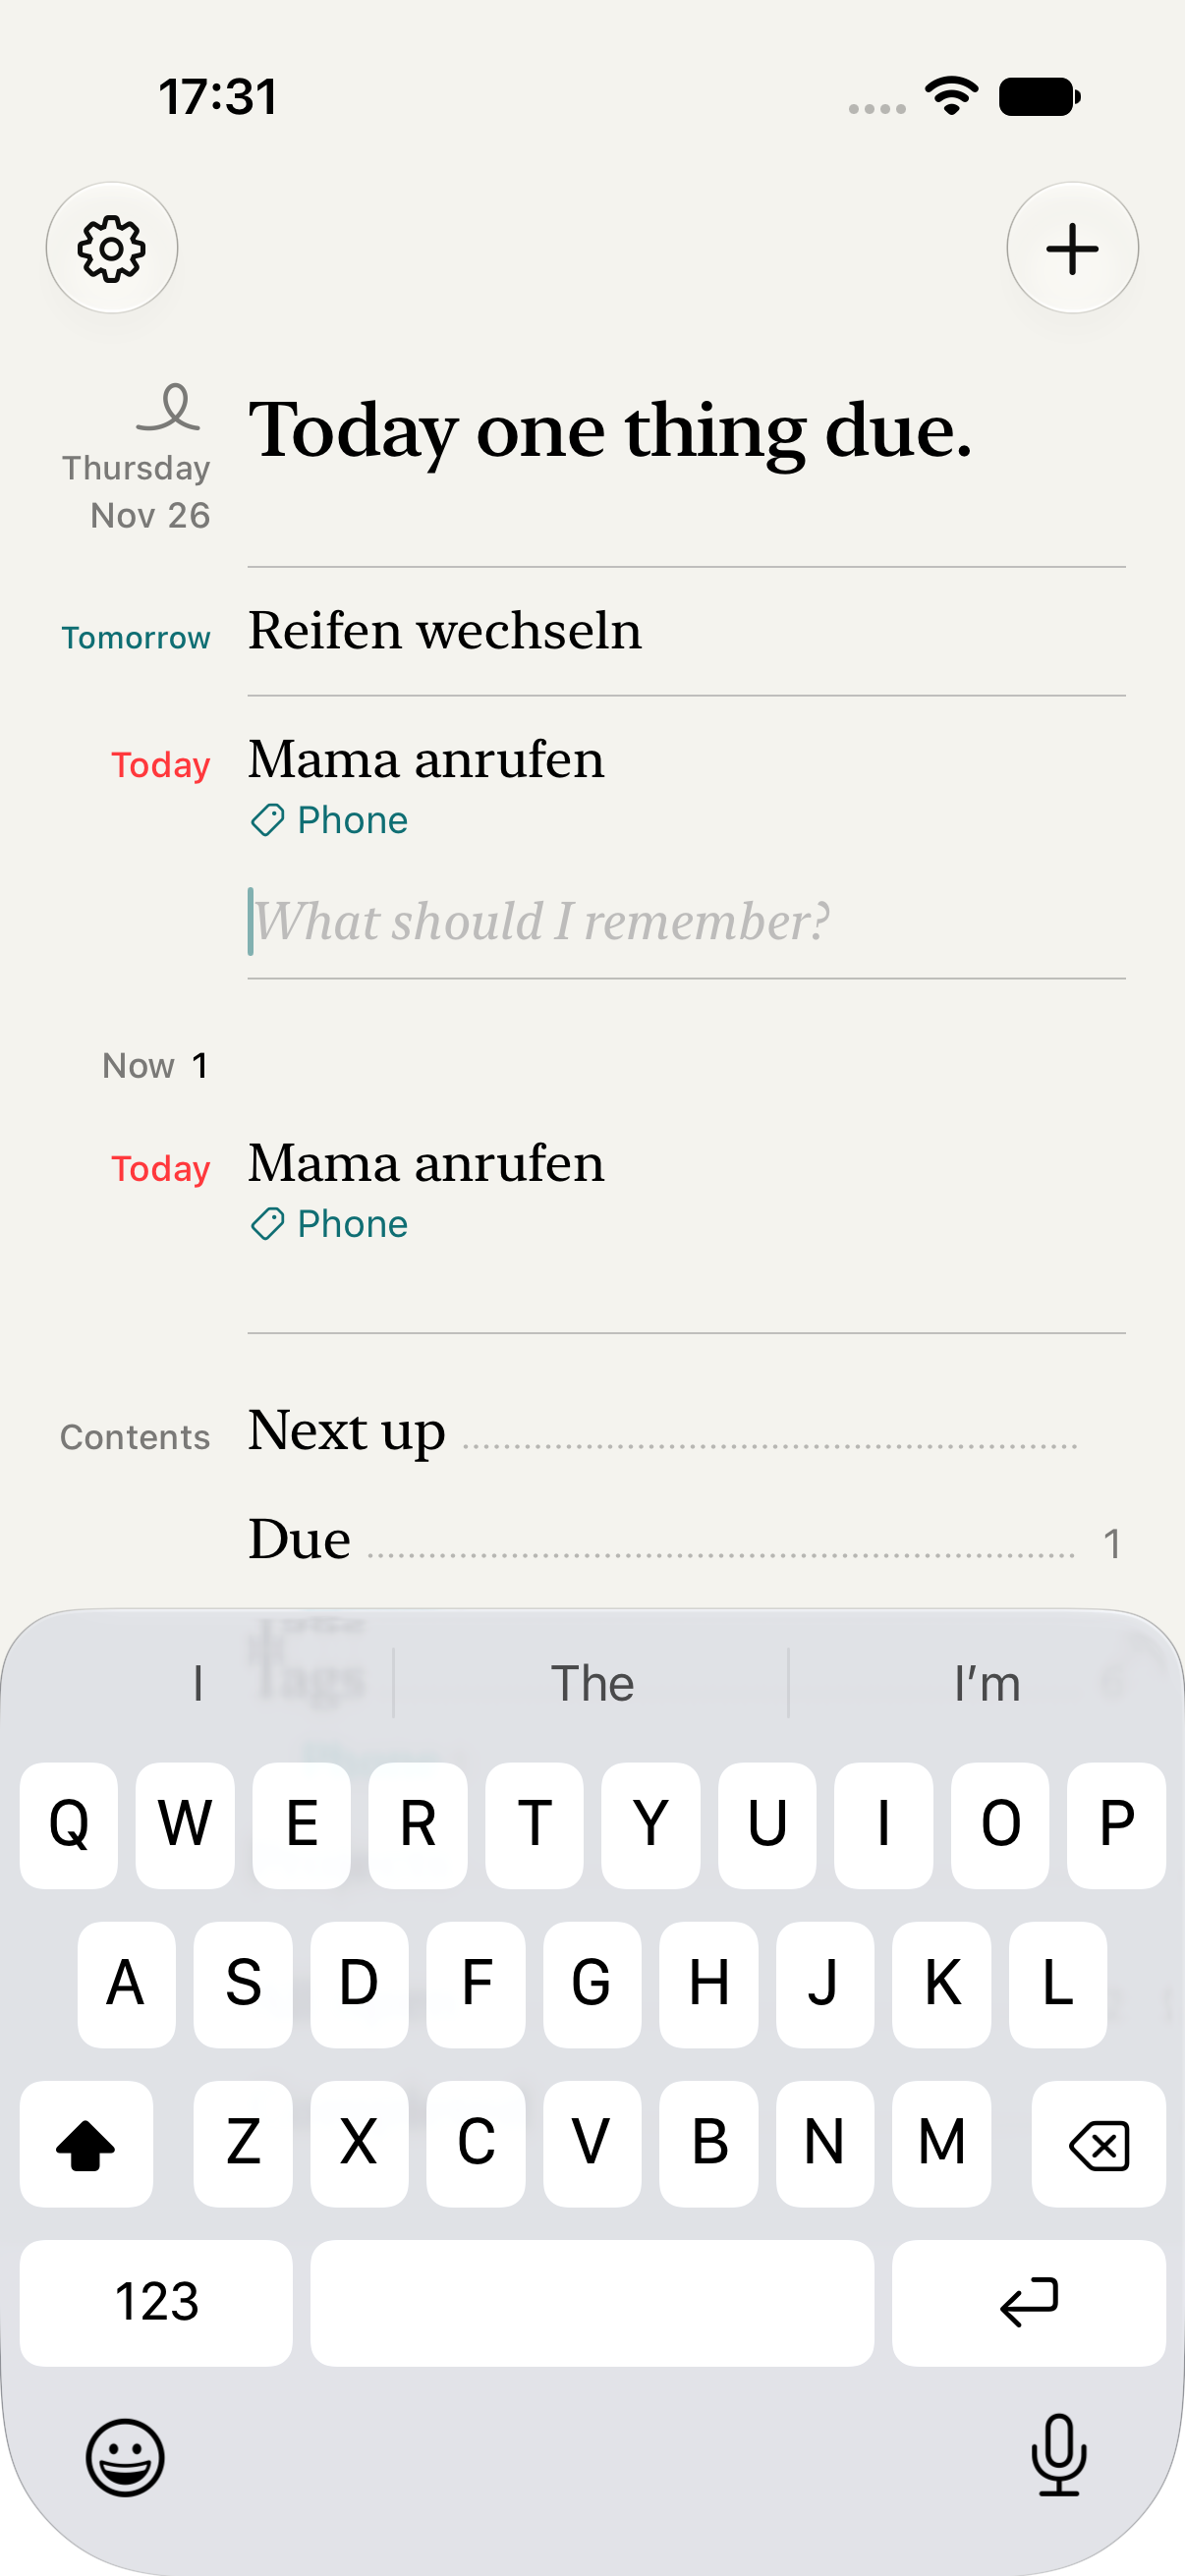 17:31
Today one thing due.
Thursday
Nov 26
Tomorrow Reifen wechseln
Today Mama anrufen
Phone
What should I remember?
Now 1
Today Mama anrufen
Phone
Contents Next up
Due 1
Tags
I The I'm
Q W E R T Y U I O P
A S D F G H J K L
Z X C V B N M
123